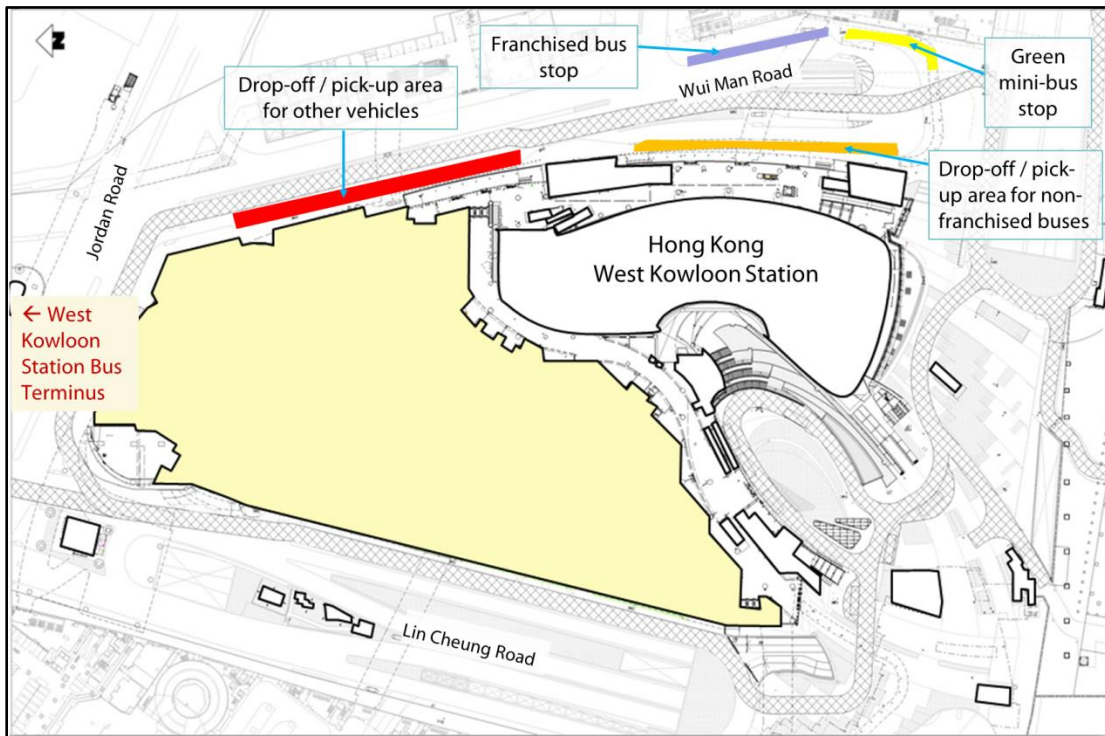 N
Franchised bus
stop
Green
mini-bus
stop
Drop-off / pick-up area
for other vehicles
Wui Man Road
Drop-off / pick-
up area for non-
franchised buses
Jordan Road
Hong Kong
West Kowloon Station
← West
Kowloon
Station Bus
Terminus
Lin Cheung Road